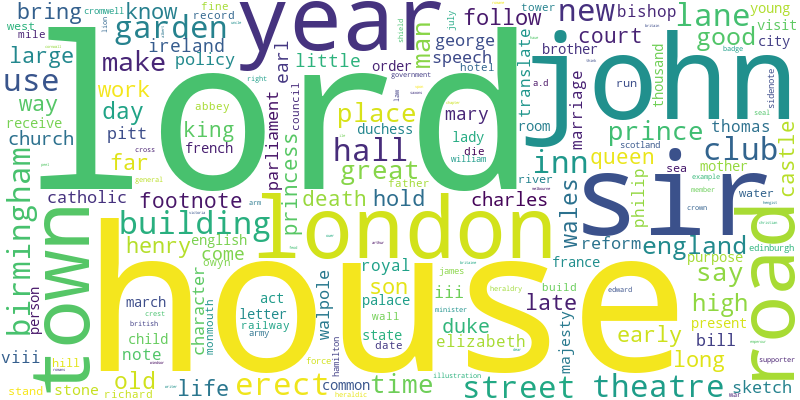 bring
cromwell
fine
record
west
mile
know
tower
bishop
lane
young
visit
year
new
follow
man
good
city
garden
ireland
policy
little
george
speech
court
large
earl
hotel
brother
make
order
government
john
use
lord
work
place
mary
translate
thousand
sidenote
way
day
abbey
duchess
room
run
receive
pitt
king
hall
lady
marriage
prince
thomas
church
french
parliament
council
die
william
inn
club
cross
great
father
river
scotland
queen
mother
castle
far
catholic
footnote
princess
death
hold
charles
sir
sea
philip
water
building
london
wales
crown
birmingham
town
henry
english
come
owyn
royal
son
james
reform
england
edinburgh
france
purpose
road
person
march
character
monmouth
act
letter
railway
army
palace
wall
state
date
walpole
iii
duke
elizabeth
build
late
majesty
say
high
early
present
viii
note
child
british
house
minister
heraldry
edward
bill
long
hill
old
stone
stand
richard
life
erect
force
hamilton
common
time
illustration
street
theatre
war
sketch
supporter
heraldic
crest
general
right
lion
shield
july
a.d
badge
seal
example
member
arm